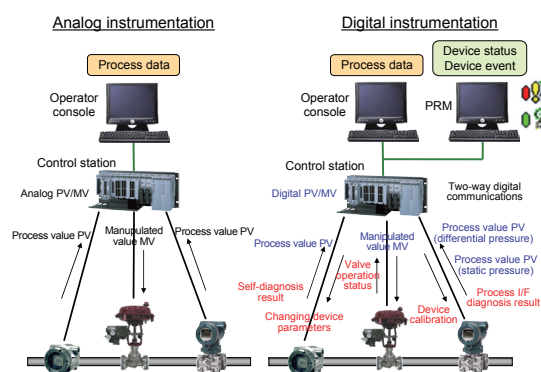 Analog instrumentation
Process data
Operator
console
Control station
Analog PV/MV
Process value PV
Manipulated
value MV
Process value PV
Digital instrumentation
Process data
Device status
Device event
Operator
console
PRM
Control station
Digital PV/MV
Two-way digital
communications
Process value PV
Manipulated
value MV
Process value PV
(differential pressure)
Process value PV
(static pressure)
Self-diagnosis
result
Valve
operation
status
Process I/F
diagnosis result
Changing device
parameters
Device
calibration